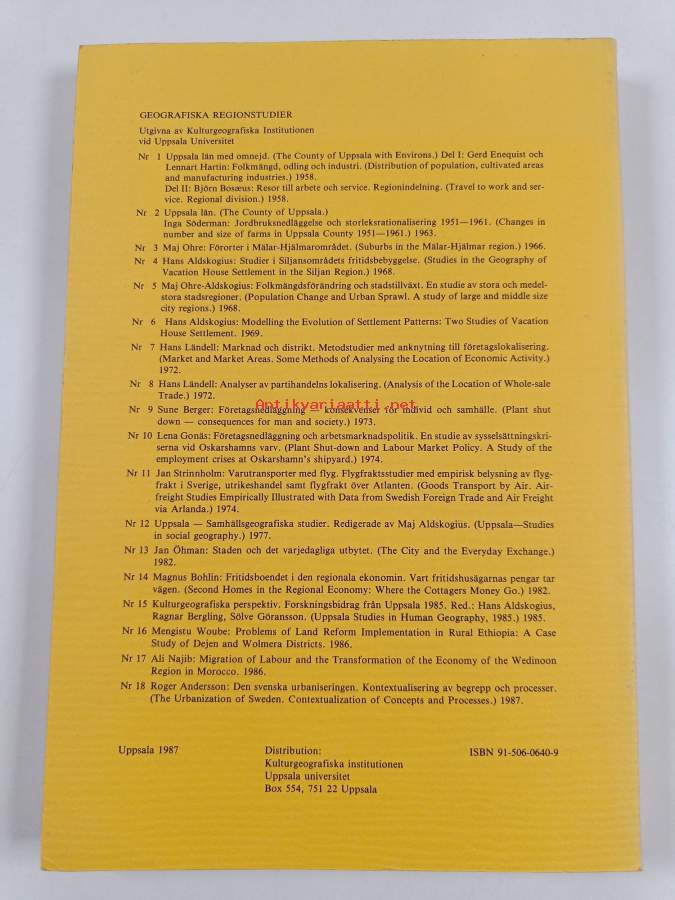 GEOGRAFISKA REGIONSTUDIER
Utgivna av Kulturgeografiska Institutionen
vid Uppsala Universitet
Nr 1 Uppsala län med omnejd. (The County of Uppsala with Environs.) Del I: Gerd Enequist och
Lennart Hartin: Folkmängd, odling och industri. (Distribution of population, cultivated areas
and manufacturing industries.) 1958.
Del II: Björn Bosæus: Resor till arbete och service. Regionindelning. (Travel to work and ser-
vice. Regional division.) 1958.
Nr 2 Uppsala län. (The County of Uppsala.)
Inga Söderman: Jordbruksnedläggelse och storleksrationalisering 1951—1961. (Changes in
number and size of farms in Uppsala County 1951—1961.) 1963.
Nr 3 Maj Ohre: Förorter i Mälar-Hjälmarområdet. (Suburbs in the Mälar-Hjälmar region.) 1966.
Nr 4 Hans Aldskogius: Studier i Siljansområdets fritidsbebyggelse. (Studies in the Geography of
Vacation House Settlement in the Siljan Region.) 1968.
Nr 5 Maj Ohre-Aldskogius: Folkmängdsförändring och stadstillväxt. En studie av stora och medel-
stora stadsregioner. (Population Change and Urban Sprawl. A study of large and middle size
city regions.) 1968.
Nr 6 Hans Aldskogius: Modelling the Evolution of Settlement Patterns: Two Studies of Vacation
House Settlement. 1969.
Nr 7 Hans Ländell: Marknad och distrikt. Metodstudier med anknytning till företagslokalisering.
(Market and Market Areas. Some Methods of Analysing the Location of Economic Activity.)
1972.
Nr 8 Hans Ländell: Analyser av partihandelns lokalisering. (Analysis of the Location of Whole-sale
Trade.) 1972.
Antikvariaatti.net
Nr 9 Sune Berger: Företagsnedläggning — konsekvenser för individ och samhälle. (Plant shut
down — consequences for man and society.) 1973.
Nr 10 Lena Gonäs: Företagsnedläggning och arbetsmarknadspolitik. En studie av sysselsättningskri-
serna vid Oskarshamns varv. (Plant Shut-down and Labour Market Policy. A Study of the
employment crises at Oskarshamn's shipyard.) 1974.
Nr 11 Jan Strinnholm: Varutransporter med flyg. Flygfraktsstudier med empirisk belysning av flyg-
frakt i Sverige, utrikeshandel samt flygfrakt över Atlanten. (Goods Transport by Air. Air-
freight Studies Empirically Illustrated with Data from Swedish Foreign Trade and Air Freight
via Arlanda.) 1974.
Nr 12 Uppsala — Samhällsgeografiska studier. Redigerade av Maj Aldskogius. (Uppsala—Studies
in social geography.) 1977.
Nr 13 Jan Öhman: Staden och det varjedagliga utbytet. (The City and the Everyday Exchange.)
1982.
Nr 14 Magnus Bohlin: Fritidsboendet i den regionala ekonomin. Vart fritidshusägarnas pengar tar
vägen. (Second Homes in the Regional Economy: Where the Cottagers Money Go.) 1982.
Nr 15 Kulturgeografiska perspektiv. Forskningsbidrag från Uppsala 1985. Red.: Hans Aldskogius,
Ragnar Bergling, Sölve Göransson. (Uppsala Studies in Human Geography, 1985.) 1985.
Nr 16 Mengistu Woube: Problems of Land Reform Implementation in Rural Ethiopia: A Case
Study of Dejen and Wolmera Districts. 1986.
Nr 17 Ali Najib: Migration of Labour and the Transformation of the Economy of the Wedinoon
Region in Morocco. 1986.
Nr 18 Roger Andersson: Den svenska urbaniseringen. Kontextualisering av begrepp och processer.
(The Urbanization of Sweden. Contextualization of Concepts and Processes.) 1987.
Uppsala 1987
Distribution:
Kulturgeografiska institutionen
Uppsala universitet
Box 554, 751 22 Uppsala
ISBN 91-506-0640-9